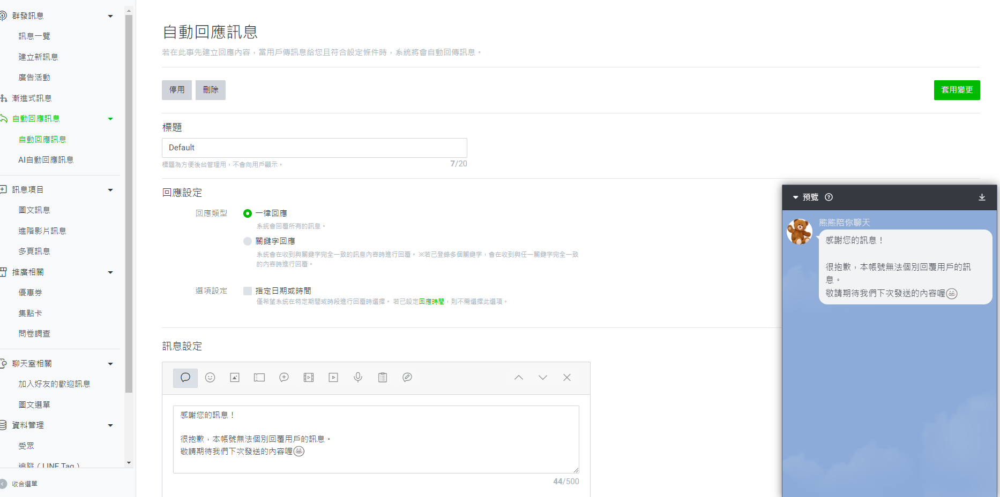 群發訊息
訊息一覽
建立新訊息
廣告活動
漸進式訊息
自動回應訊息
自動回應訊息
AI自動回應訊息
訊息項目
圖文訊息
進階影片訊息
多頁訊息
推廣相關
優惠券
集點卡
問卷調查
聊天室相關
加入好友的歡迎訊息
圖文選單
資料管理
受眾
追蹤（LINE Tag）
收合選單
自動回應訊息
若在此事先建立回應內容，當用戶傳訊息給您且符合設定條件時，系統將會自動回傳訊息。
停用
刪除
套用變更
標題
Default
標題為方便後台管理用，不會向用戶顯示。
7/20
回應設定
回應類型
一律回應
系統會回覆所有的訊息。
關鍵字回應
系統會在收到與關鍵字完全一致的訊息內容時進行回覆。 ※若已登錄多個關鍵字，會在收到與任一關鍵字完全一致
的內容時進行回覆。
選項設定
指定日期或時間
僅希望系統在特定期間或時段進行回覆時選擇。 若已設定回應時間，則不需選擇此選項。
訊息設定
感謝您的訊息！
很抱歉，本帳號無法個別回覆用戶的訊息。
敬請期待我們下次發送的內容喔
44/500
預覽
熊熊陪你聊天
感謝您的訊息！
很抱歉，本帳號無法個別回覆用戶的訊
息。
敬請期待我們下次發送的內容喔